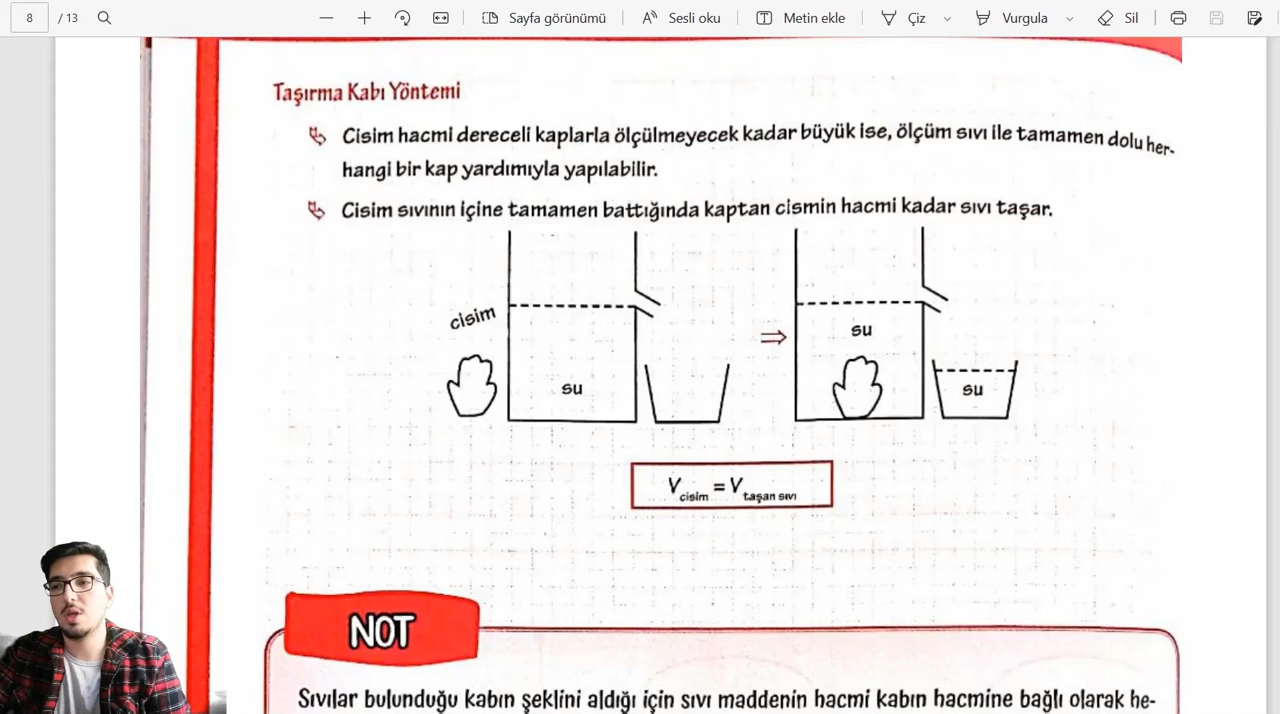 8 / 13 Sayfa görünümü Sesli oku Metin ekle Çiz Vurgula Sil
Taşırma Kabı Yöntemi
Cisim hacmi dereceli kaplarla ölçülmeyecek kadar büyük ise, ölçüm sıvı ile tamamen dolu her-
hangi bir kap yardımıyla yapılabilir.
Cisim sıvının içine tamamen battığında kaptan cismin hacmi kadar sıvı taşar.
cisim
su
su
su
V cisim = V taşan sıvı
NOT
Sıvılar bulunduğu kabın şeklini aldığı için sıvı maddenin hacmi kabın hacmine bağlı olarak he-